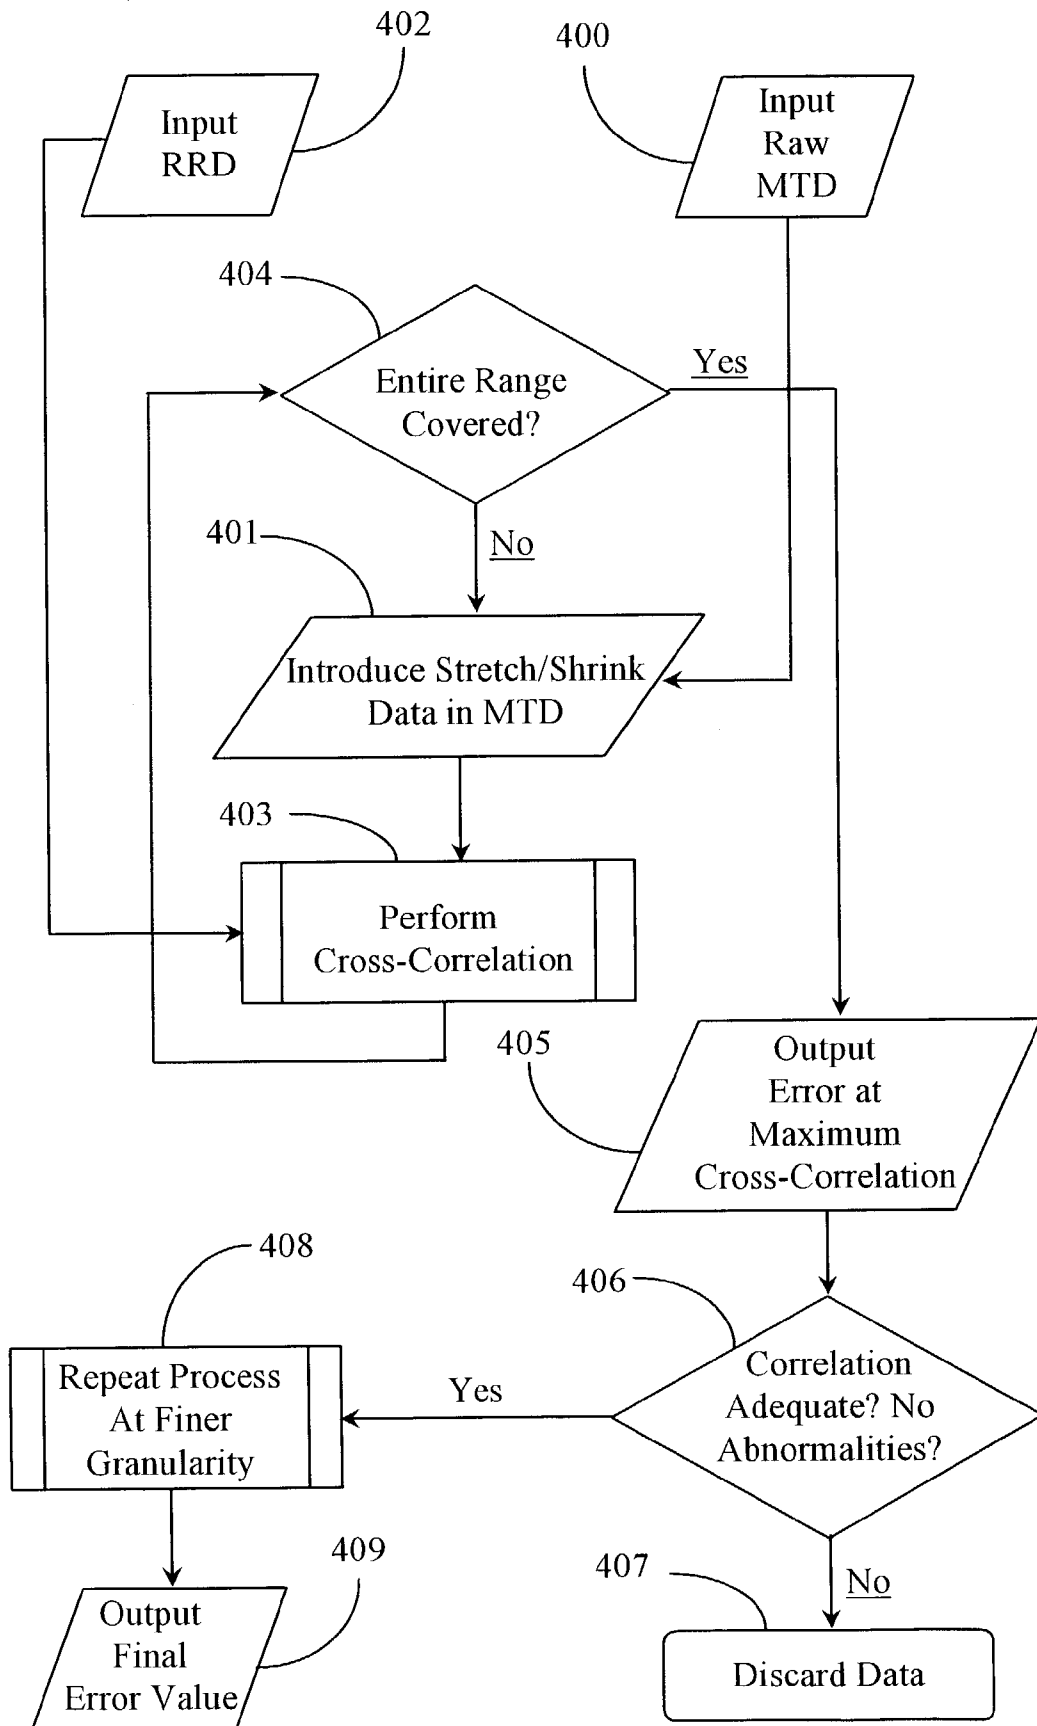 402
400
Input
RRD
Input
Raw
MTD
404
Entire Range
Covered?
Yes
401
No
Introduce Stretch/Shrink
Data in MTD
403
Perform
Cross-Correlation
405
Output
Error at
Maximum
Cross-Correlation
408
406
Repeat Process
At Finer
Granularity
Yes
Correlation
Adequate? No
Abnormalities?
409
407
No
Output
Final
Error Value
Discard Data